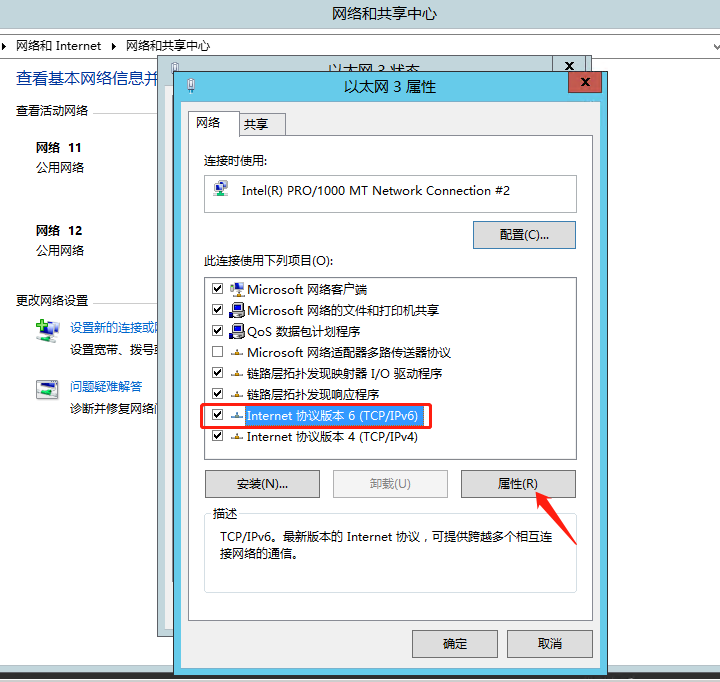 网络和共享中心
网络和 Internet
网络和共享中心
查看基本网络信息并
以太网 3 状态
x
以太网 3 属性
x
查看活动网络
网络 11
公用网络
网络 12
公用网络
更改网络设置
设置新的连接或
设置宽带、拨号
问题疑难解答
诊断并修复网络
网络
共享
连接时使用:
Intel(R) PRO/1000 MT Network Connection #2
配置(C)...
此连接使用下列项目(O):
Microsoft 网络客户端
Microsoft 网络的文件和打印机共享
QoS 数据包计划程序
Microsoft 网络适配器多路传送器协议
链路层拓扑发现映射器 I/O 驱动程序
链路层拓扑发现响应程序
Internet 协议版本 6 (TCP/IPv6)
Internet 协议版本 4 (TCP/IPv4)
安装(N)...
卸载(U)
属性(R)
描述
TCP/IPv6。最新版本的 Internet 协议，可提供跨越多个相互连
接网络的通信。
确定
取消